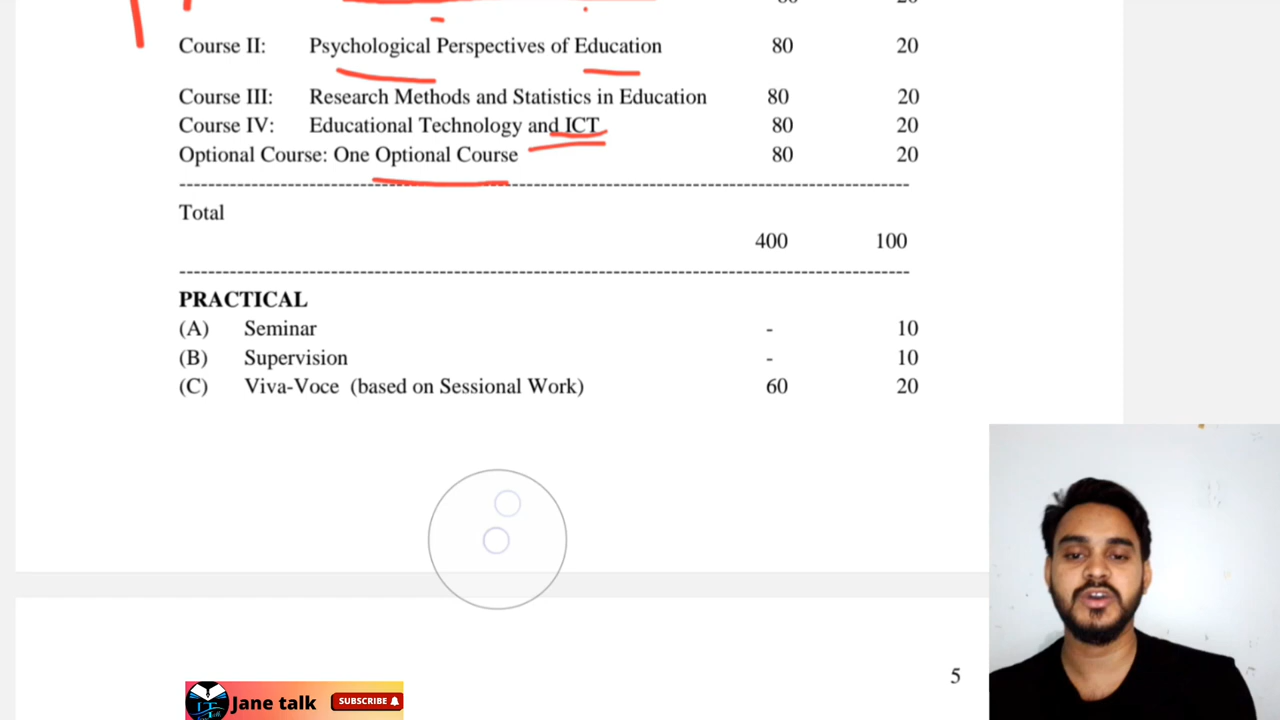 80 20
Course II: Psychological Perspectives of Education 80 20
Course III: Research Methods and Statistics in Education 80 20
Course IV: Educational Technology and ICT 80 20
Optional Course: One Optional Course 80 20
--------------------------------------------------------------------------------------------------
Total
400 100
--------------------------------------------------------------------------------------------------
PRACTICAL
(A) Seminar - 10
(B) Supervision - 10
(C) Viva-Voce (based on Sessional Work) 60 20
5
Jane talk SUBSCRIBE